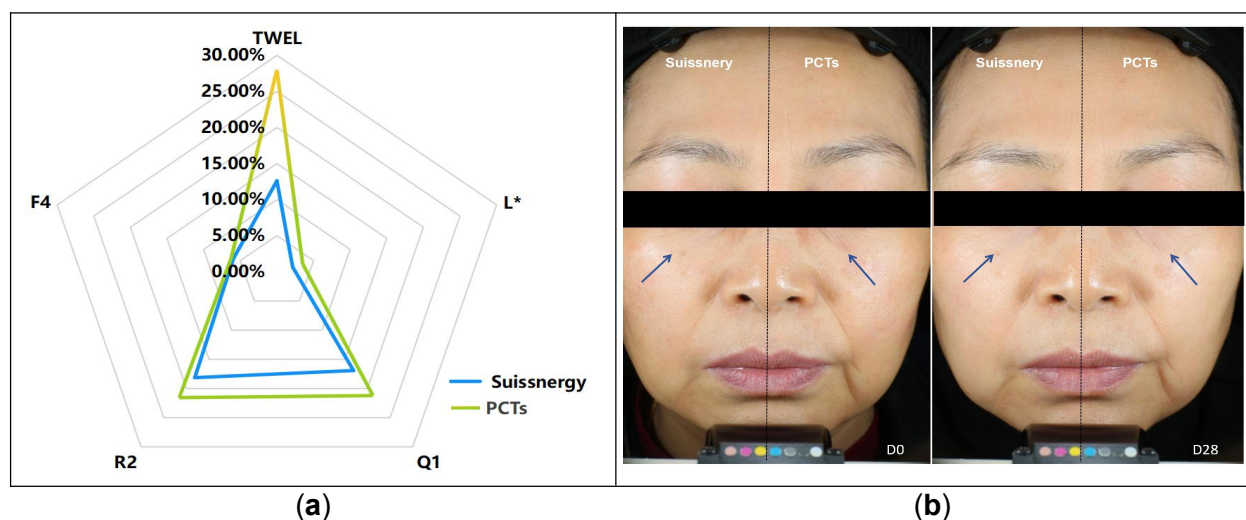 TWEL
30.00%
25.00%
20.00%
15.00%
10.00%
5.00%
0.00%
F4
L*
R2
Q1
Suissnergy
PCTs
(a)
Suissnery PCTs
D0
Suissnery PCTs
D28
(b)